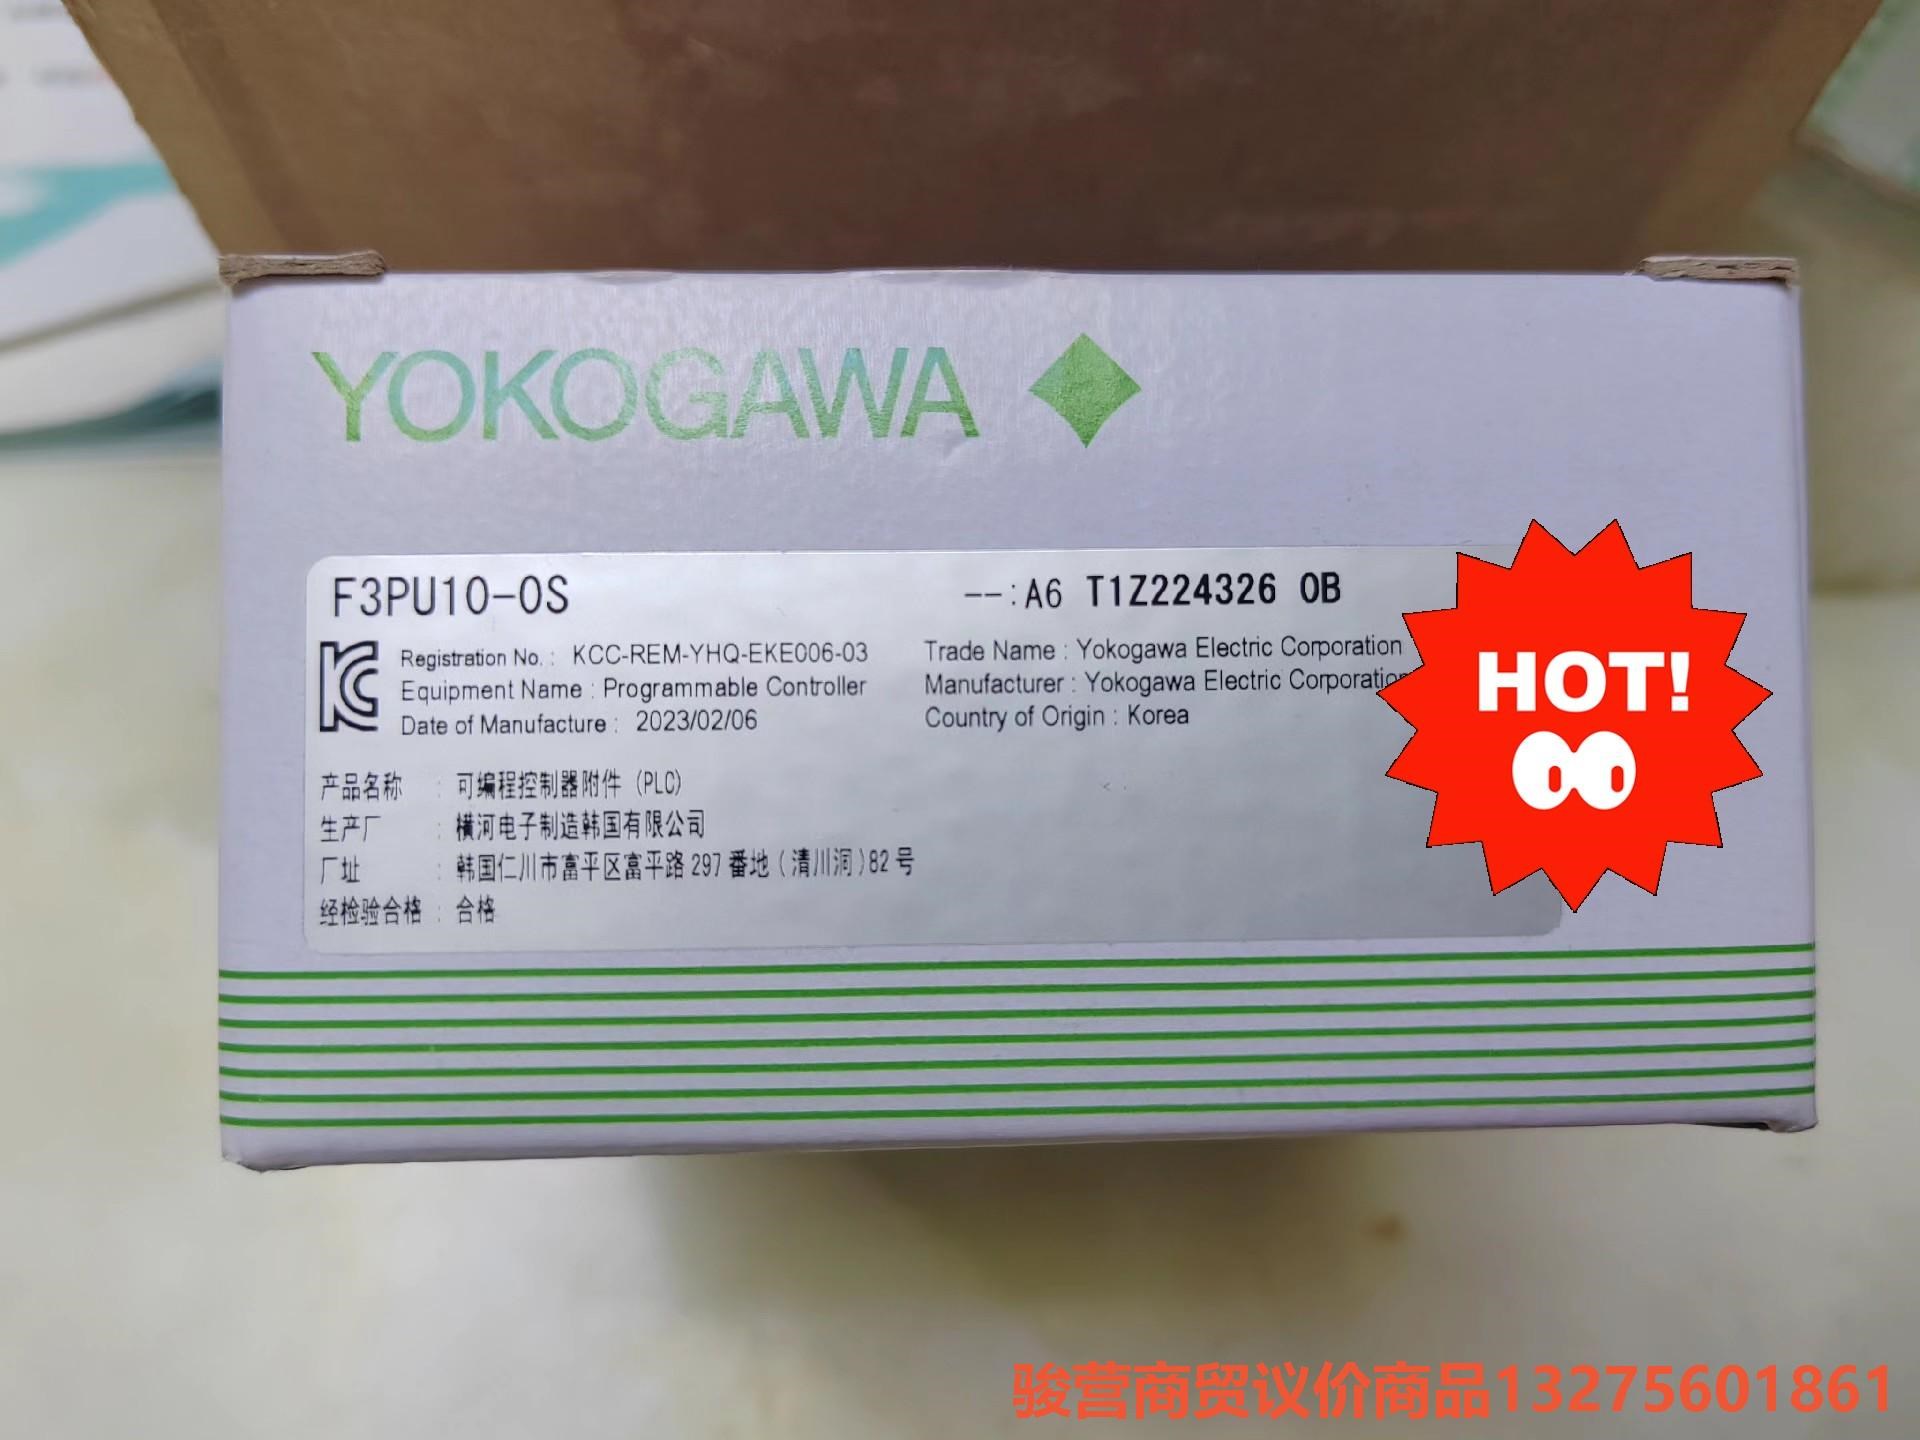 YOKOGAWA
F3PU10-0S --:A6 T1Z224326 0B
Registration No. : KCC-REM-YHQ-EKE006-03
Equipment Name : Programmable Controller
Date of Manufacture : 2023/02/06
Trade Name : Yokogawa Electric Corporation
Manufacturer : Yokogawa Electric Corporation
Country of Origin : Korea
HOT!
产品名称 : 可编程控制器附件 (PLC)
生产厂 : 横河电子制造韩国有限公司
厂址 : 韩国仁川市富平区富平路 297 番地 (清川洞) 82 号
经检验合格 : 合格
骏营商贸议价商品13275601861